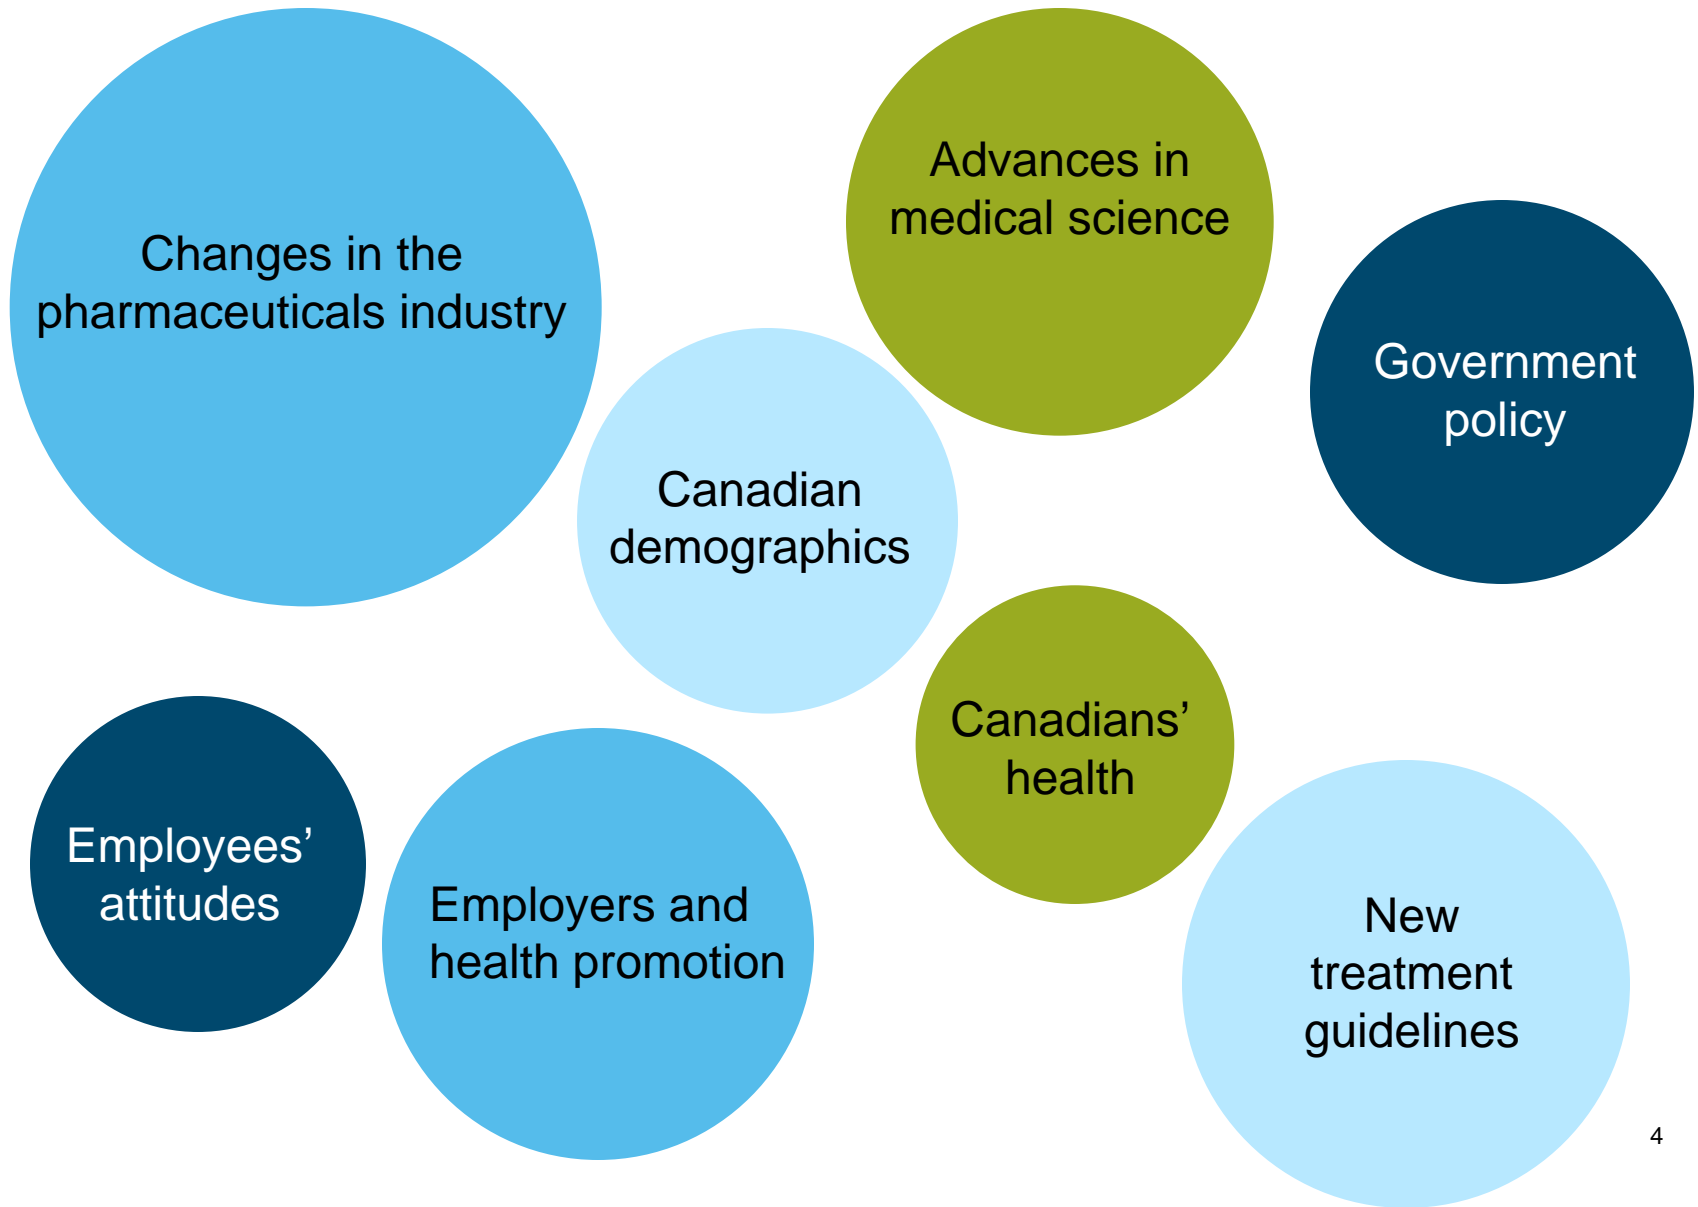 Changes in the
pharmaceuticals industry
Advances in
medical science
Government
policy
Canadian
demographics
Canadians’
health
Employees’
attitudes
Employers and
health promotion
New
treatment
guidelines
4